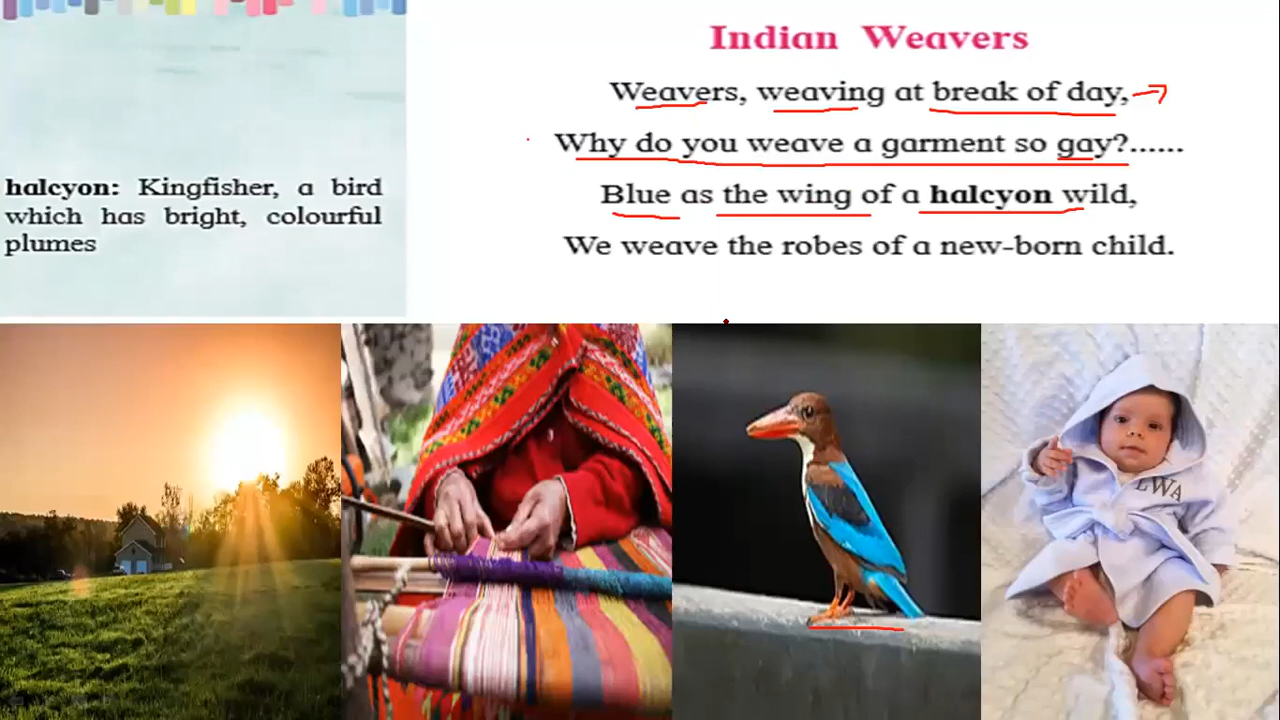 halcyon: Kingfisher, a bird
which has bright, colourful
plumes
Indian Weavers
Weavers, weaving at break of day,
Why do you weave a garment so gay?......
Blue as the wing of a halcyon wild,
We weave the robes of a new-born child.